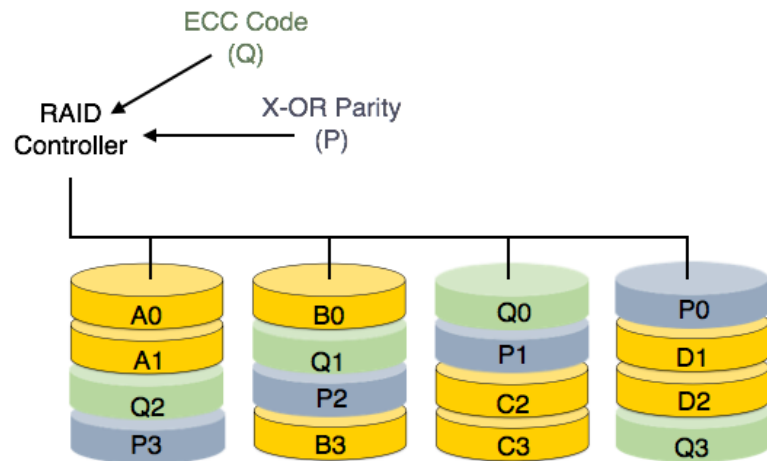 ECC Code
(Q)
X-OR Parity
(P)
RAID
Controller
A0
B0
Q0
P0
A1
Q1
P1
D1
Q2
P2
C2
D2
P3
B3
C3
Q3